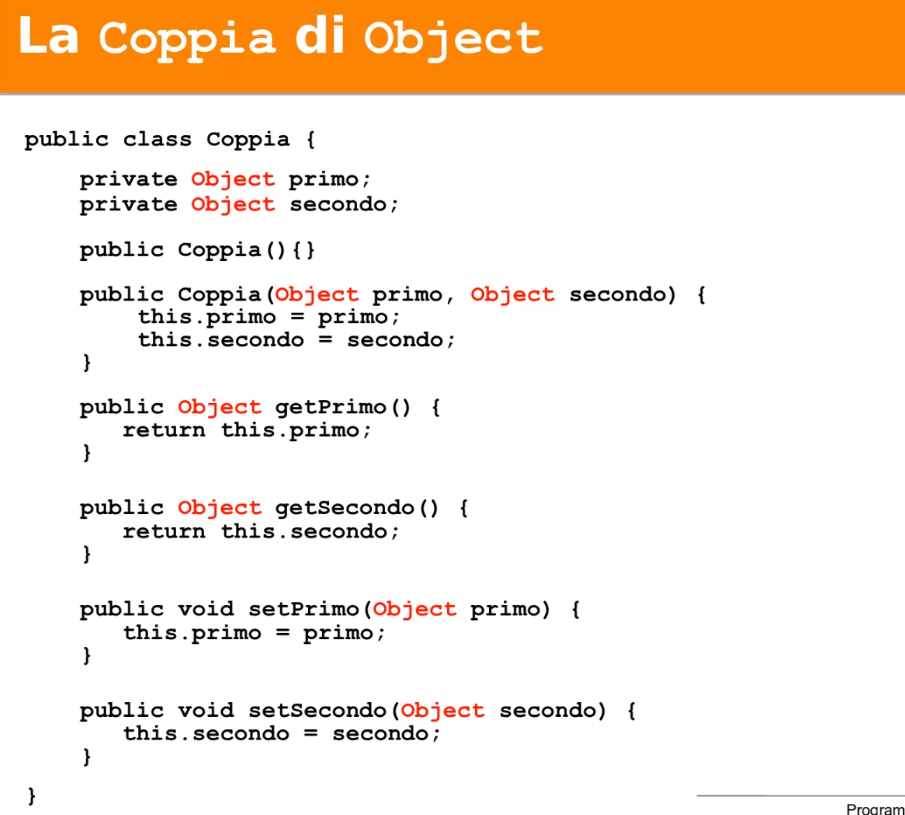 La Coppia di Object
public class Coppia {
private Object primo;
private Object secondo;
public Coppia(){}
public Coppia(Object primo, Object secondo) {
this.primo = primo;
this.secondo = secondo;
}
public Object getPrimo() {
return this.primo;
}
public Object getSecondo() {
return this.secondo;
}
public void setPrimo(Object primo) {
this.primo = primo;
}
public void setSecondo(Object secondo) {
this.secondo = secondo;
}
}
Program